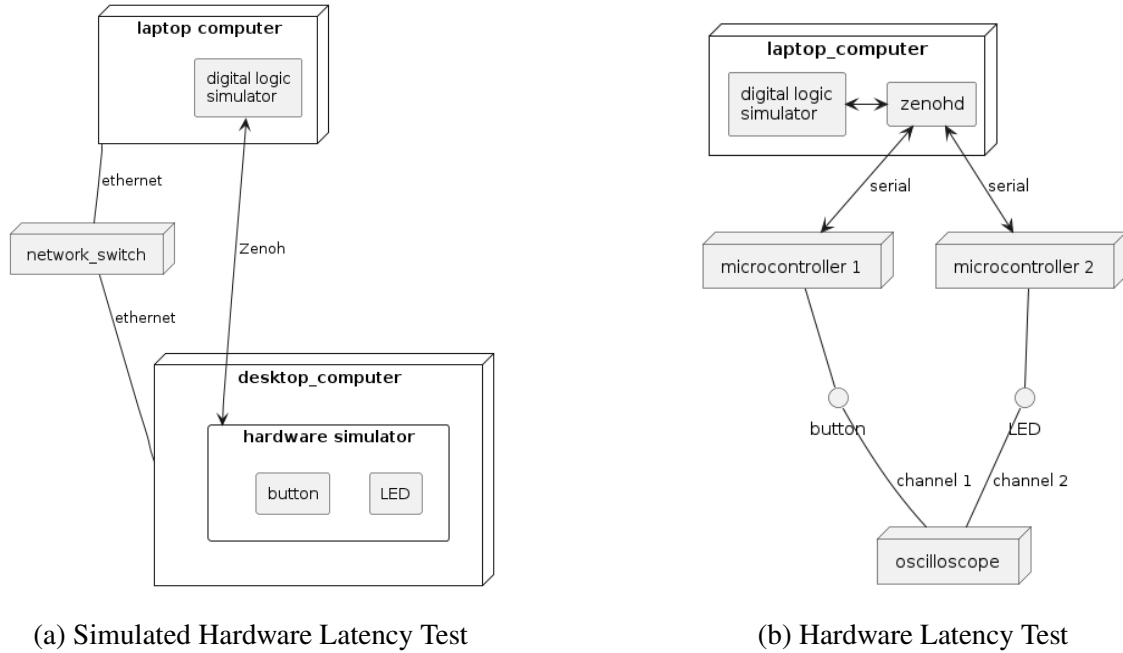 laptop computer
digital logic
simulator
ethernet
network_switch
Zenoh
ethernet
desktop_computer
hardware simulator
button
LED
(a) Simulated Hardware Latency Test
laptop_computer
digital logic
simulator
zenohd
serial
serial
microcontroller 1
microcontroller 2
button
LED
channel 1
channel 2
oscilloscope
(b) Hardware Latency Test